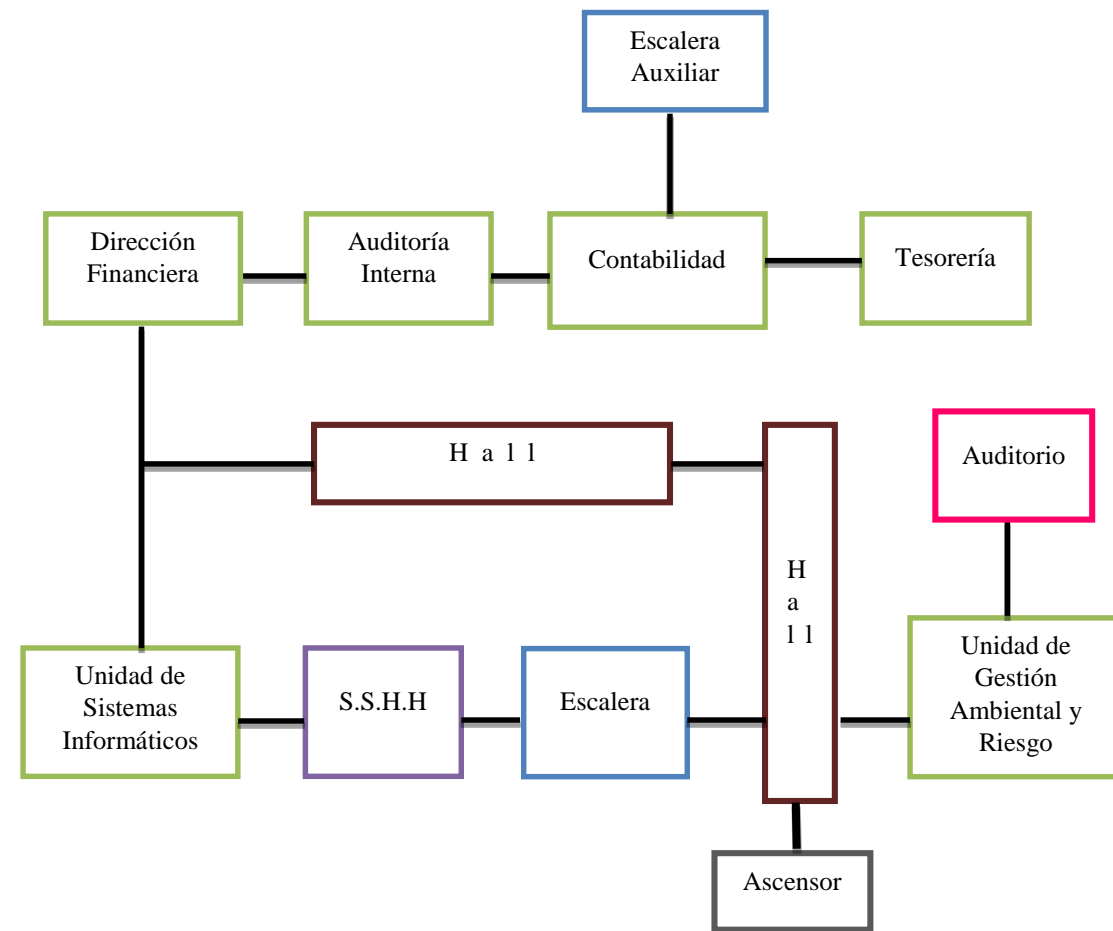 Escalera
Auxiliar
Dirección
Financiera
Auditoría
Interna
Contabilidad
Tesorería
H a l l
Auditorio
H
a
l l
Unidad de
Sistemas
Informáticos
S.S.H.H
Escalera
Unidad de
Gestión
Ambiental y
Riesgo
Ascensor